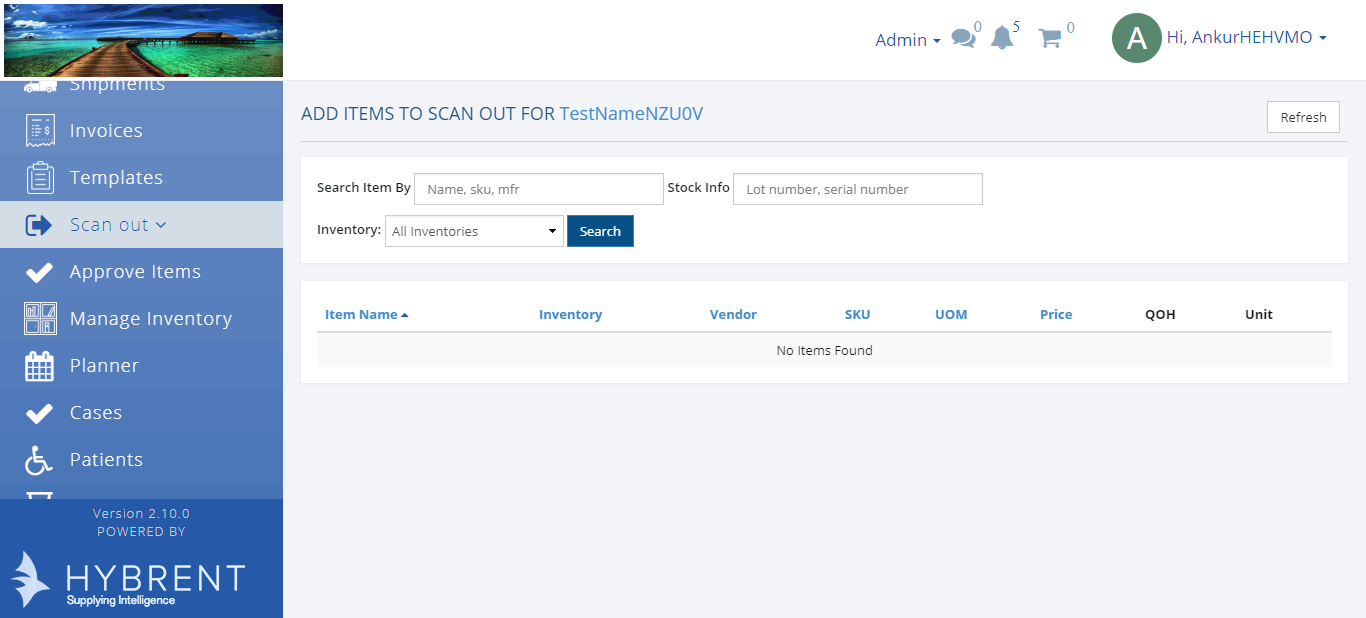 Admin
0
5
0
A
Hi, AnkurHEHVMO
Shipments
Invoices
Templates
Scan out
Approve Items
Manage Inventory
Planner
Cases
Patients
Version 2.10.0
POWERED BY
HYBRENT
Supplying Intelligence
ADD ITEMS TO SCAN OUT FOR TestNameNZU0V
Refresh
Search Item By Name, sku, mfr Stock Info Lot number, serial number
Inventory: All Inventories Search
Item Name Inventory Vendor SKU UOM Price QOH Unit
No Items Found